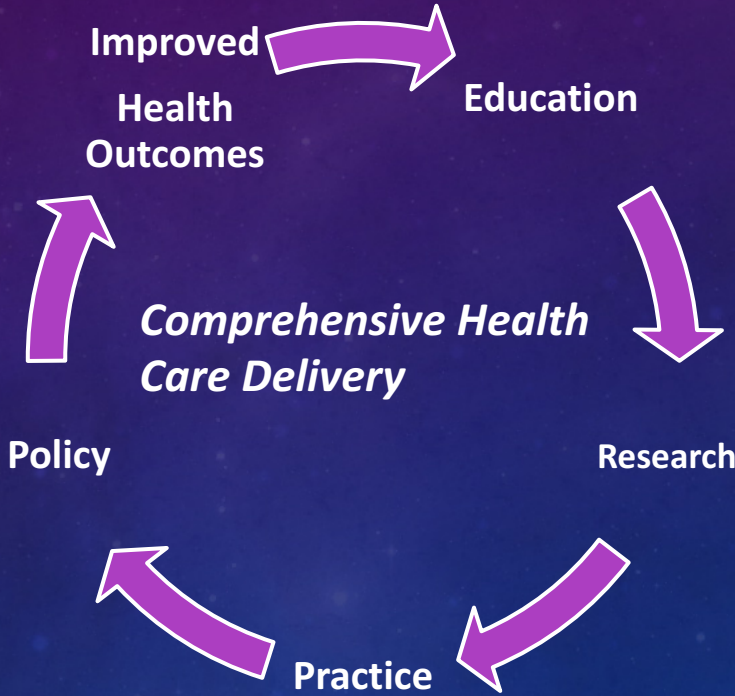 Improved
Health
Outcomes
Education
Comprehensive Health
Care Delivery
Policy
Research
Practice